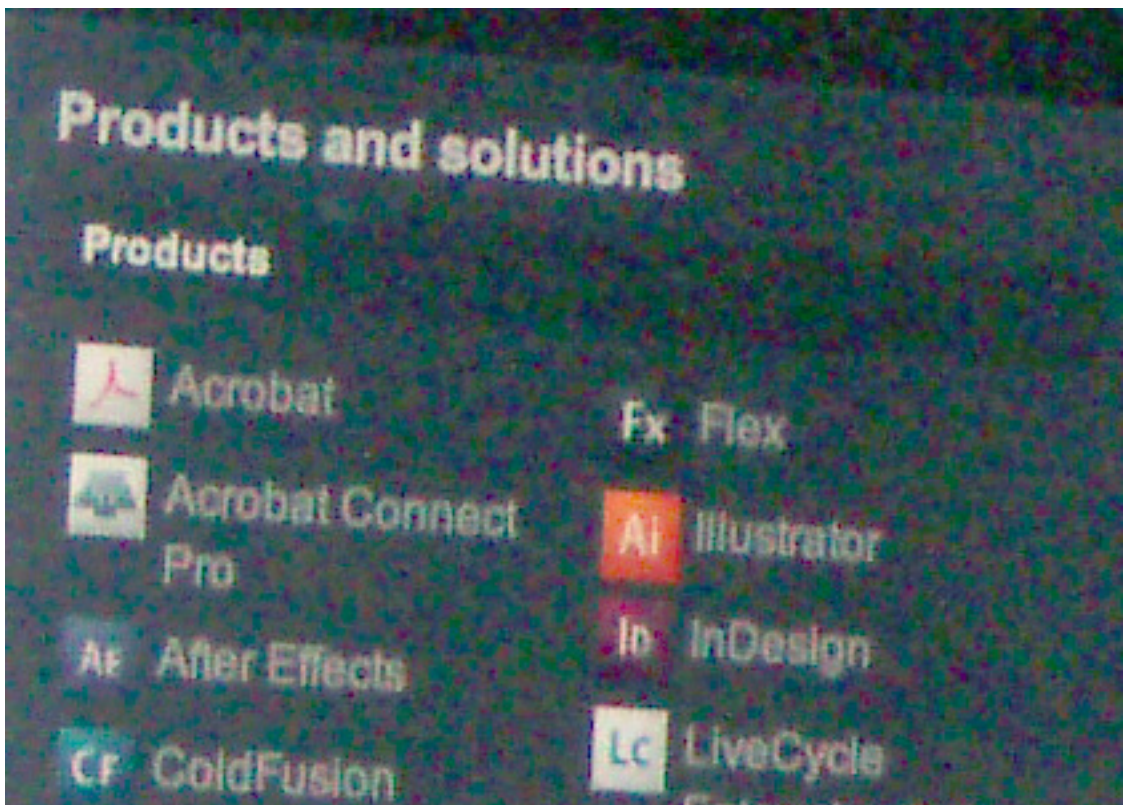 Products and solutions
Products
Acrobat
Acrobat Connect
Pro
Ae After Effects
CF ColdFusion
Fx Flex
Ai Illustrator
In InDesign
LC LiveCycle